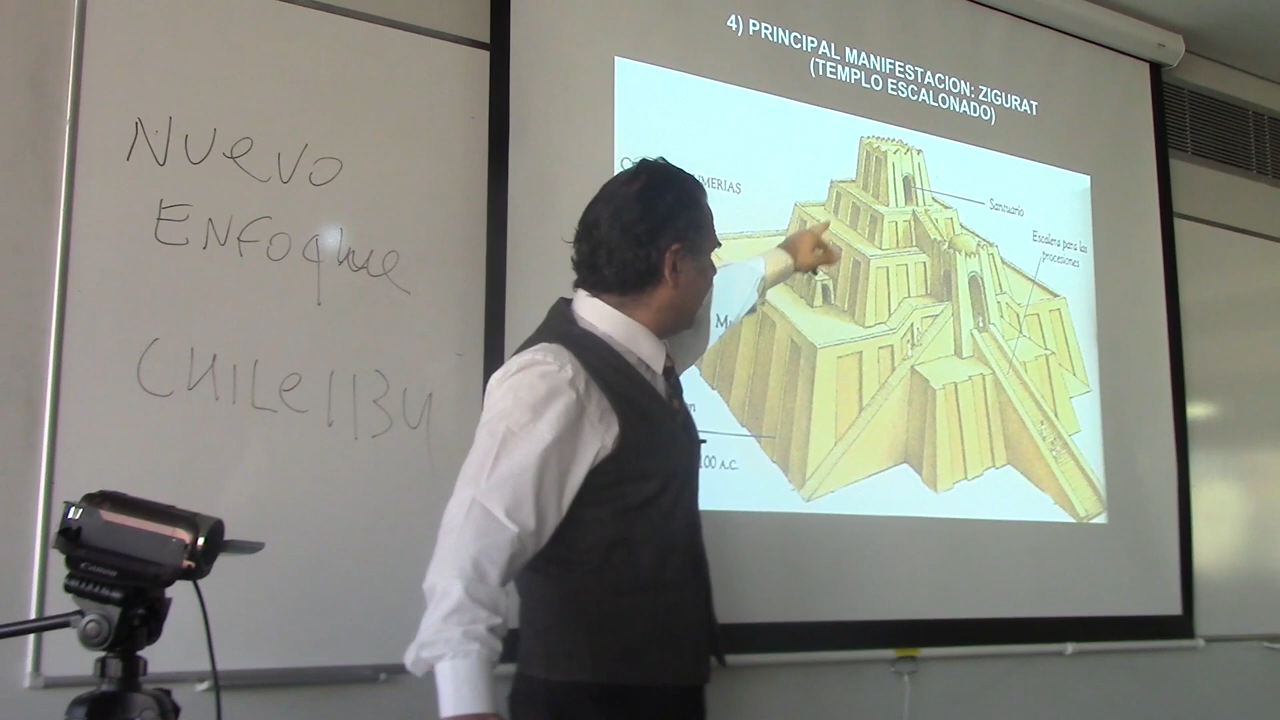 NUEVO
ENFOQUE
CHILE1134
4) PRINCIPAL MANIFESTACION: ZIGURAT
(TEMPLO ESCALONADO)
Santuario
Escalera para las
procesiones
100 A.C.
Canon